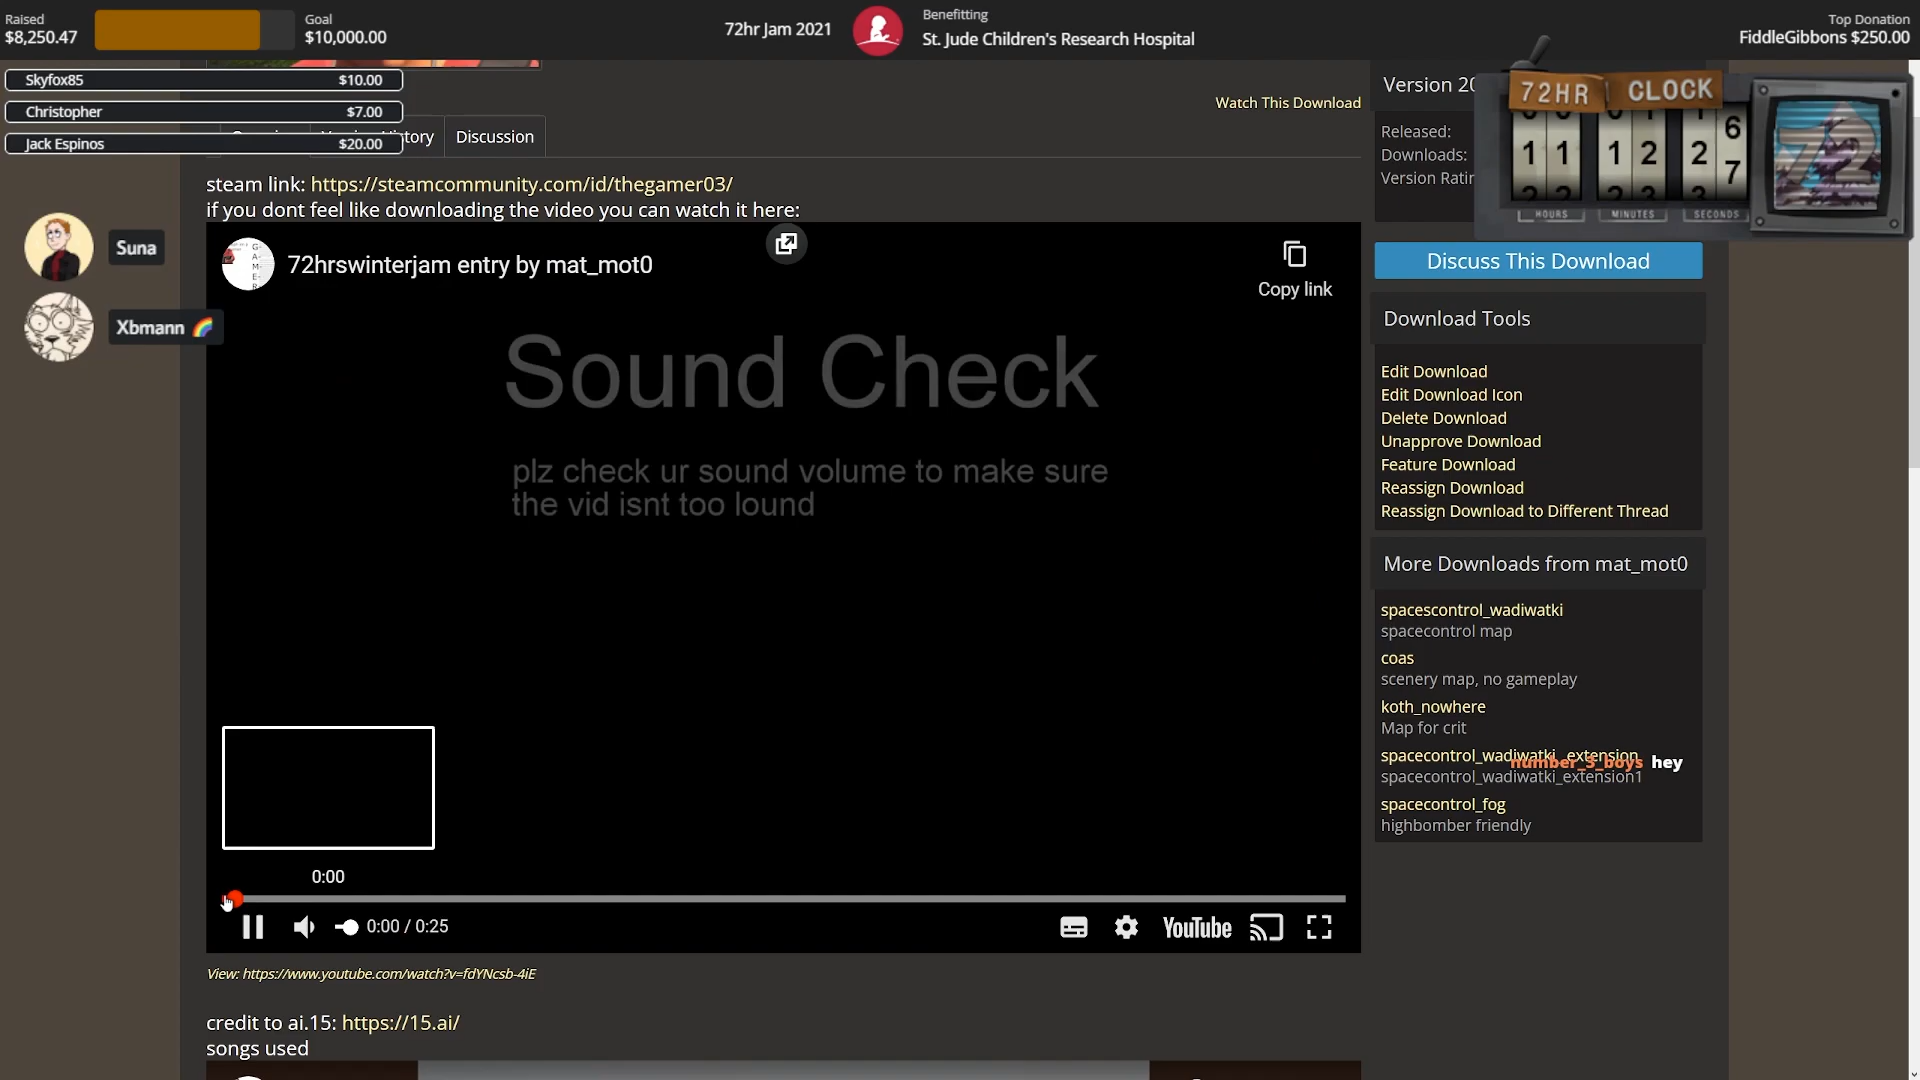 Raised
$8,250.47
Goal
$10,000.00
72hr Jam 2021
Benefitting
St. Jude Children's Research Hospital
Top Donation
FiddleGibbons $250.00
Skyfox85 $10.00
Christopher $7.00
Jack Espinos $20.00
Discussion
Watch This Download
Version 20
Released:
Downloads:
72HR CLOCK
1 1 1 2 2
6
7
HOURS MINUTES SECONDS
steam link: https://steamcommunity.com/id/thegamer03/
if you dont feel like downloading the video you can watch it here:
Suna
Xbmann
72hrswinterjam entry by mat_mot0
Copy link
Sound Check
plz check ur sound volume to make sure
the vid isnt too lound
0:00
0:00 / 0:25
YouTube
View: https://www.youtube.com/watch?v=fdYNcsb-4iE
credit to ai.15: https://15.ai/
songs used
Discuss This Download
Download Tools
Edit Download
Edit Download Icon
Delete Download
Unapprove Download
Feature Download
Reassign Download
Reassign Download to Different Thread
More Downloads from mat_mot0
spacescontrol_wadiwatki
spacecontrol map
coas
scenery map, no gameplay
koth_nowhere
Map for crit
spacecontrol_wadiwatki_extension
number_3_boys hey
spacecontrol_wadiwatki_extension1
spacecontrol_fog
highbomber friendly